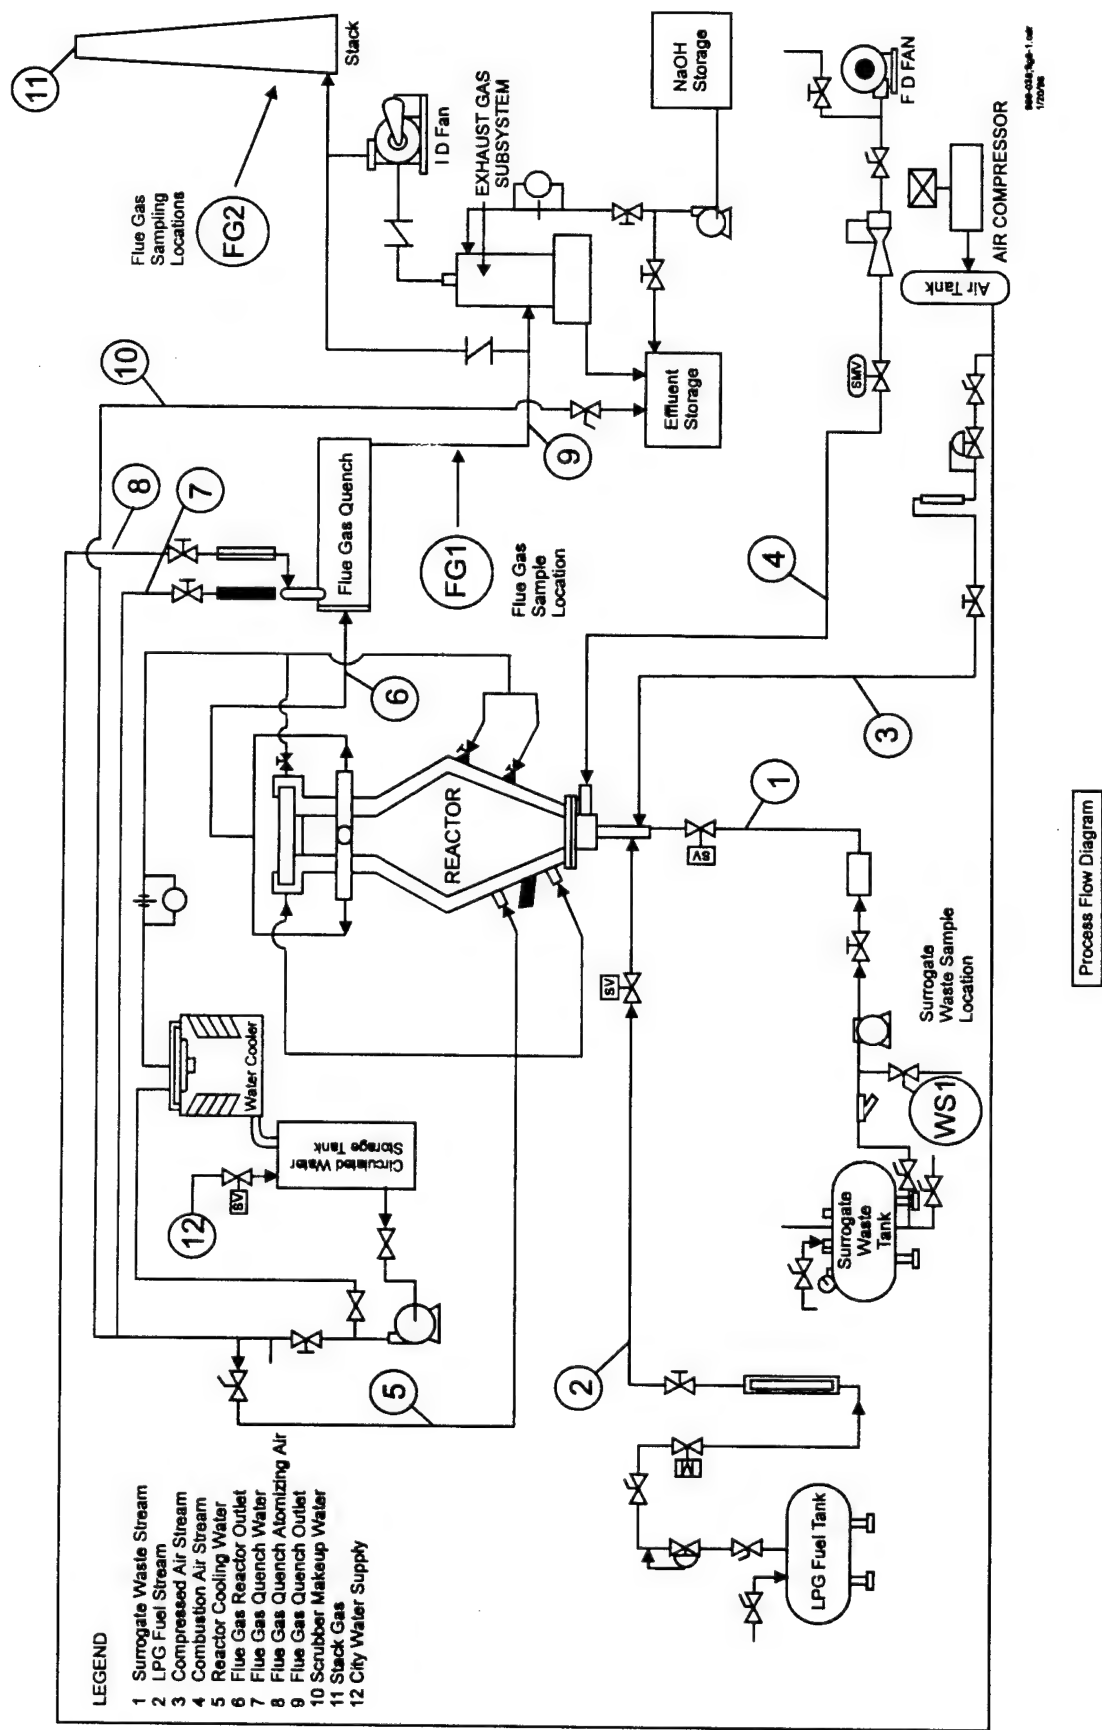 LEGEND
1 Surrogate Waste Stream
2 LPG Fuel Stream
3 Compressed Air Stream
4 Combustion Air Stream
5 Reactor Cooling Water
6 Flue Gas Reactor Outlet
7 Flue Gas Quench Water
8 Flue Gas Quench Atomizing Air
9 Flue Gas Quench Outlet
10 Scrubber Makeup Water
11 Stack Gas
12 City Water Supply
5
12
SV
Circulated Water
Storage Tank
Water Cooler
REACTOR
6
7
8
10
Flue Gas Quench
FG1
Flue Gas
Sample
Location
9
Effluent
Storage
EXHAUST GAS
SUBSYSTEM
I D Fan
Flue Gas
Sampling
Locations
FG2
11
Stack
NaOH
Storage
F D FAN
AIR COMPRESSOR
Air Tank
SMV
4
3
1
SV
SV
2
M
LPG Fuel Tank
Surrogate
Waste
Tank
WS1
Surrogate
Waste Sample
Location
Process Flow Diagram